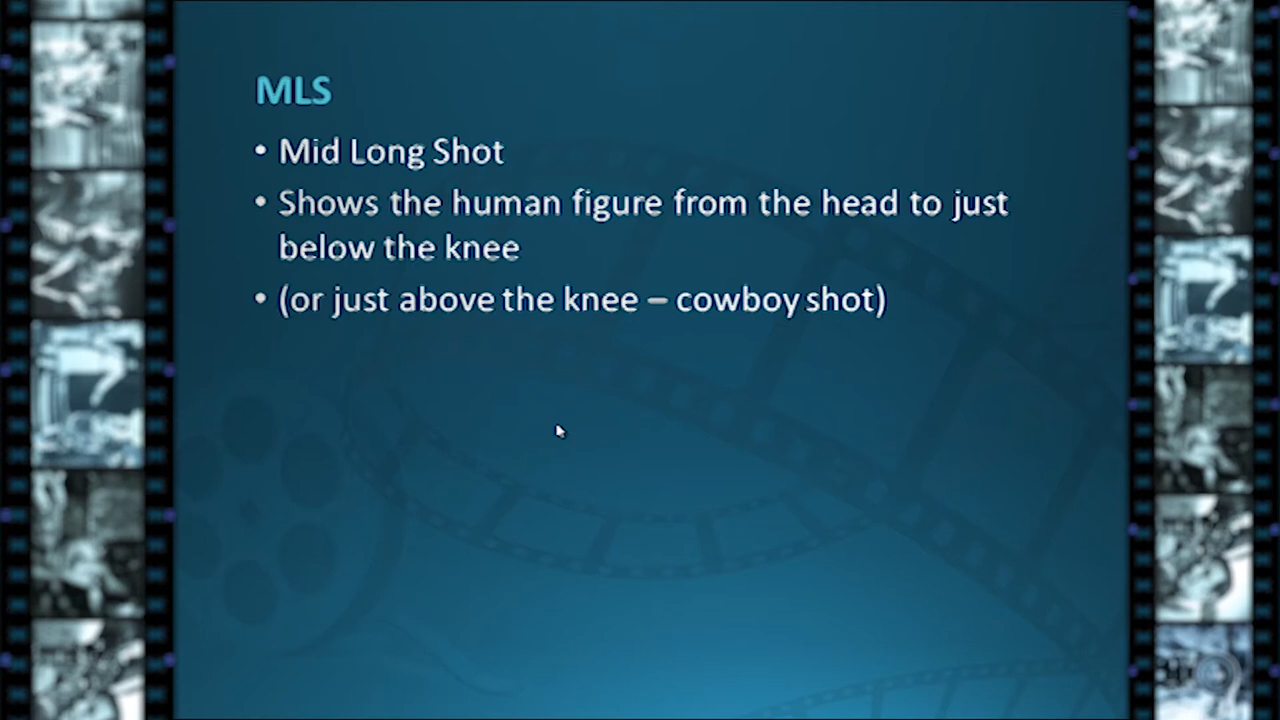 MLS
• Mid Long Shot
• Shows the human figure from the head to just
below the knee
• (or just above the knee – cowboy shot)